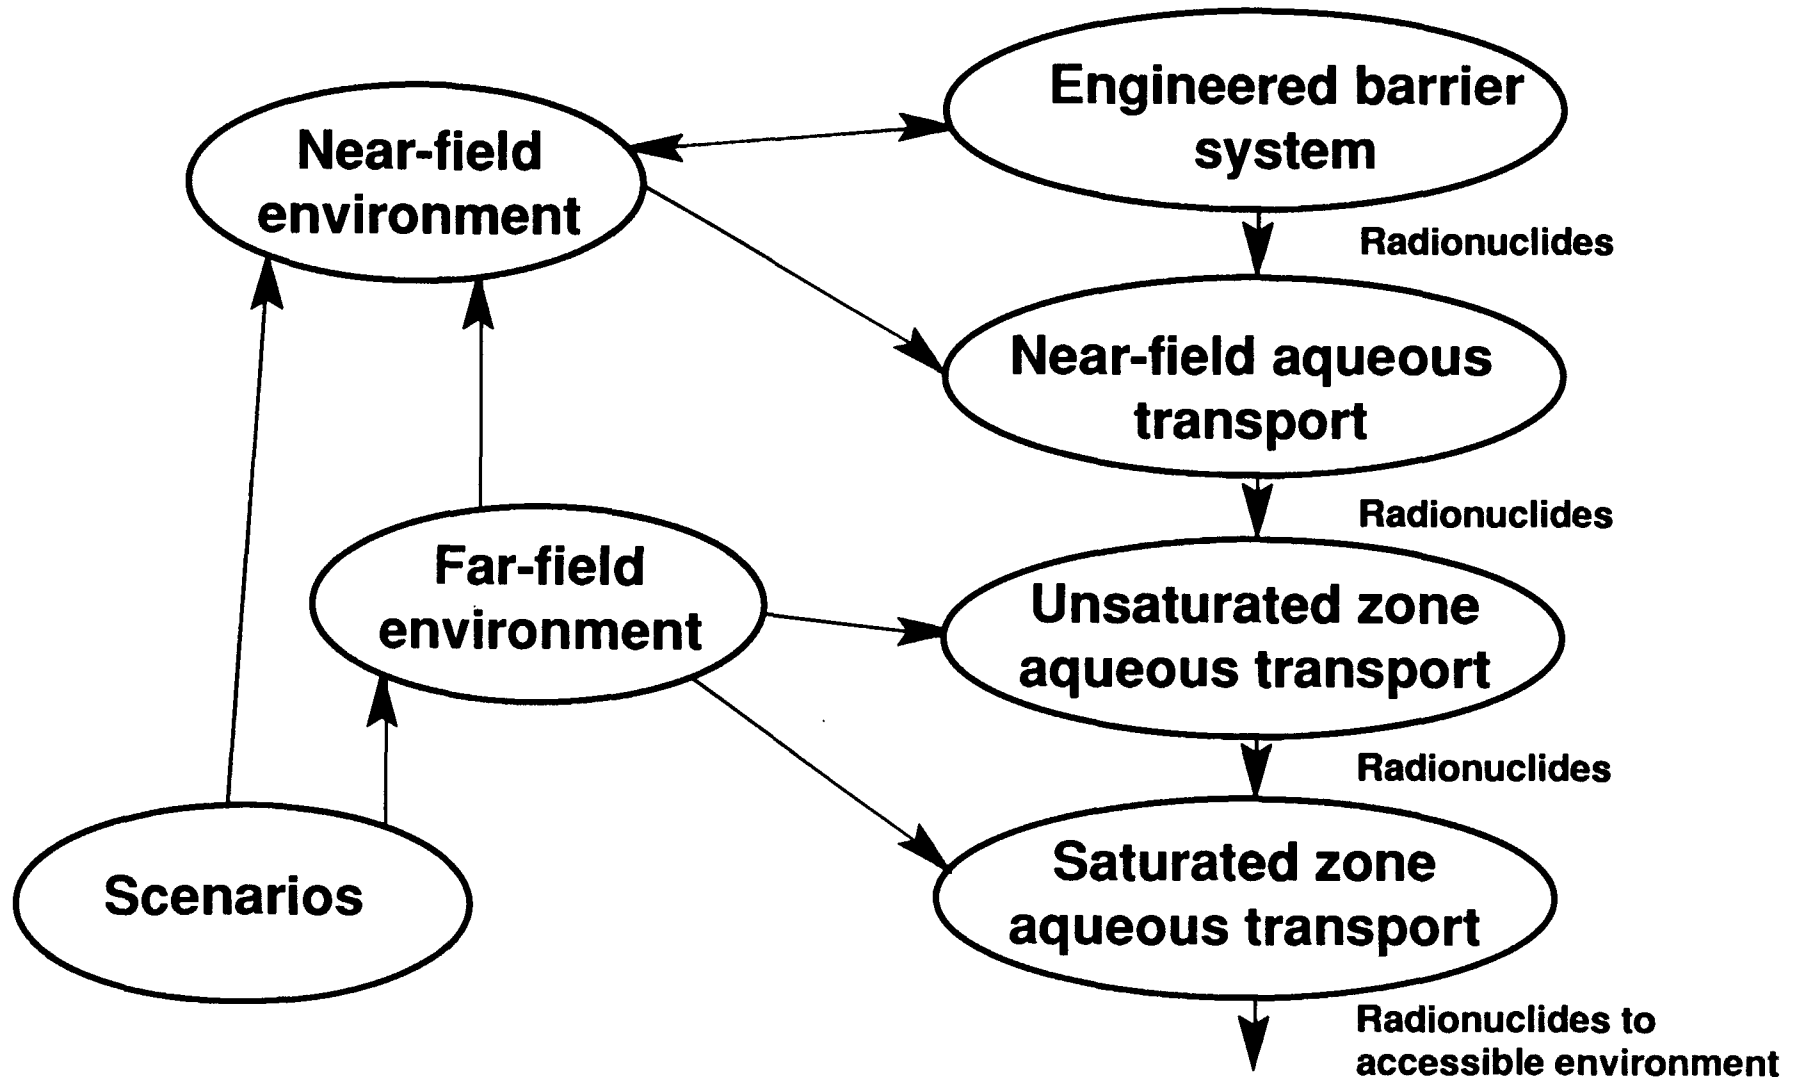 Engineered barrier
system
Near-field
environment
Radionuclides
Near-field aqueous
transport
Radionuclides
Far-field
environment
Unsaturated zone
aqueous transport
Radionuclides
Scenarios
Saturated zone
aqueous transport
Radionuclides to
accessible environment